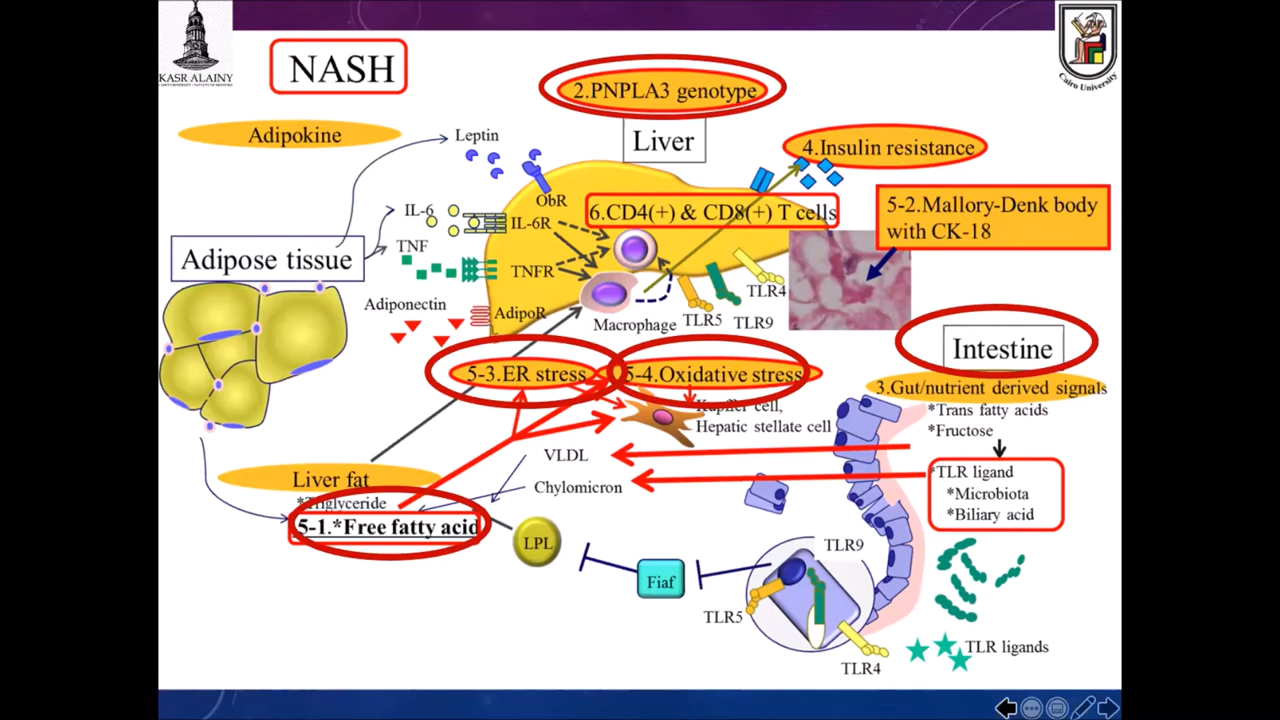 KASR ALAINY
Cairo University
NASH
2.PNPLA3 genotype
Liver
Adipokine
Leptin
4.Insulin resistance
ObR
IL-6
IL-6R
6.CD4(+) & CD8(+) T cells
5-2.Mallory-Denk body
with CK-18
TNF
TNFR
Adipose tissue
Adiponectin
AdipoR
Macrophage
TLR5
TLR9
TLR4
Intestine
5-3.ER stress
5-4.Oxidative stress
3.Gut/nutrient derived signals
*Trans fatty acids
*Fructose
Kupffer cell,
Hepatic stellate cell
VLDL
Chylomicron
*TLR ligand
*Microbiota
*Biliary acid
Liver fat
*Triglyceride
5-1.*Free fatty acid
LPL
Fiaf
TLR9
TLR5
TLR4
TLR ligands